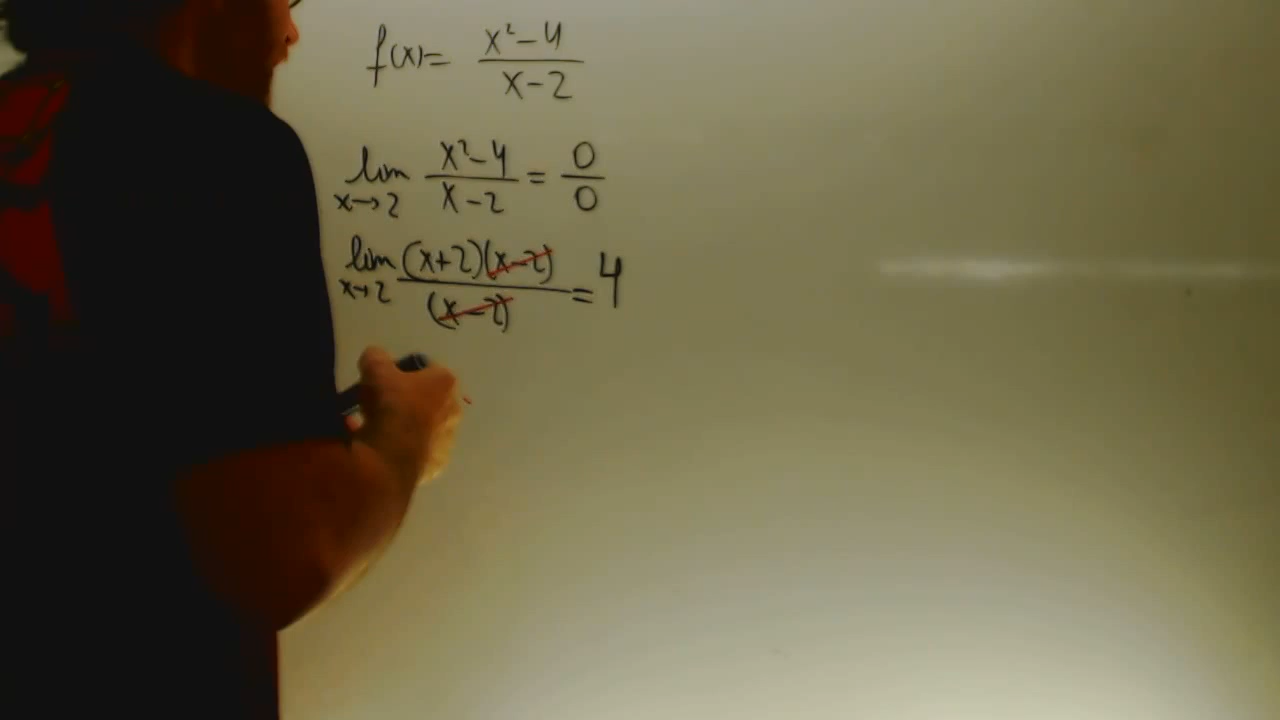 f(x)= x²-4 / x-2
lim x→2 x²-4 / x-2 = 0/0
lim x→2 (x+2)(x-2) / (x-2) = 4